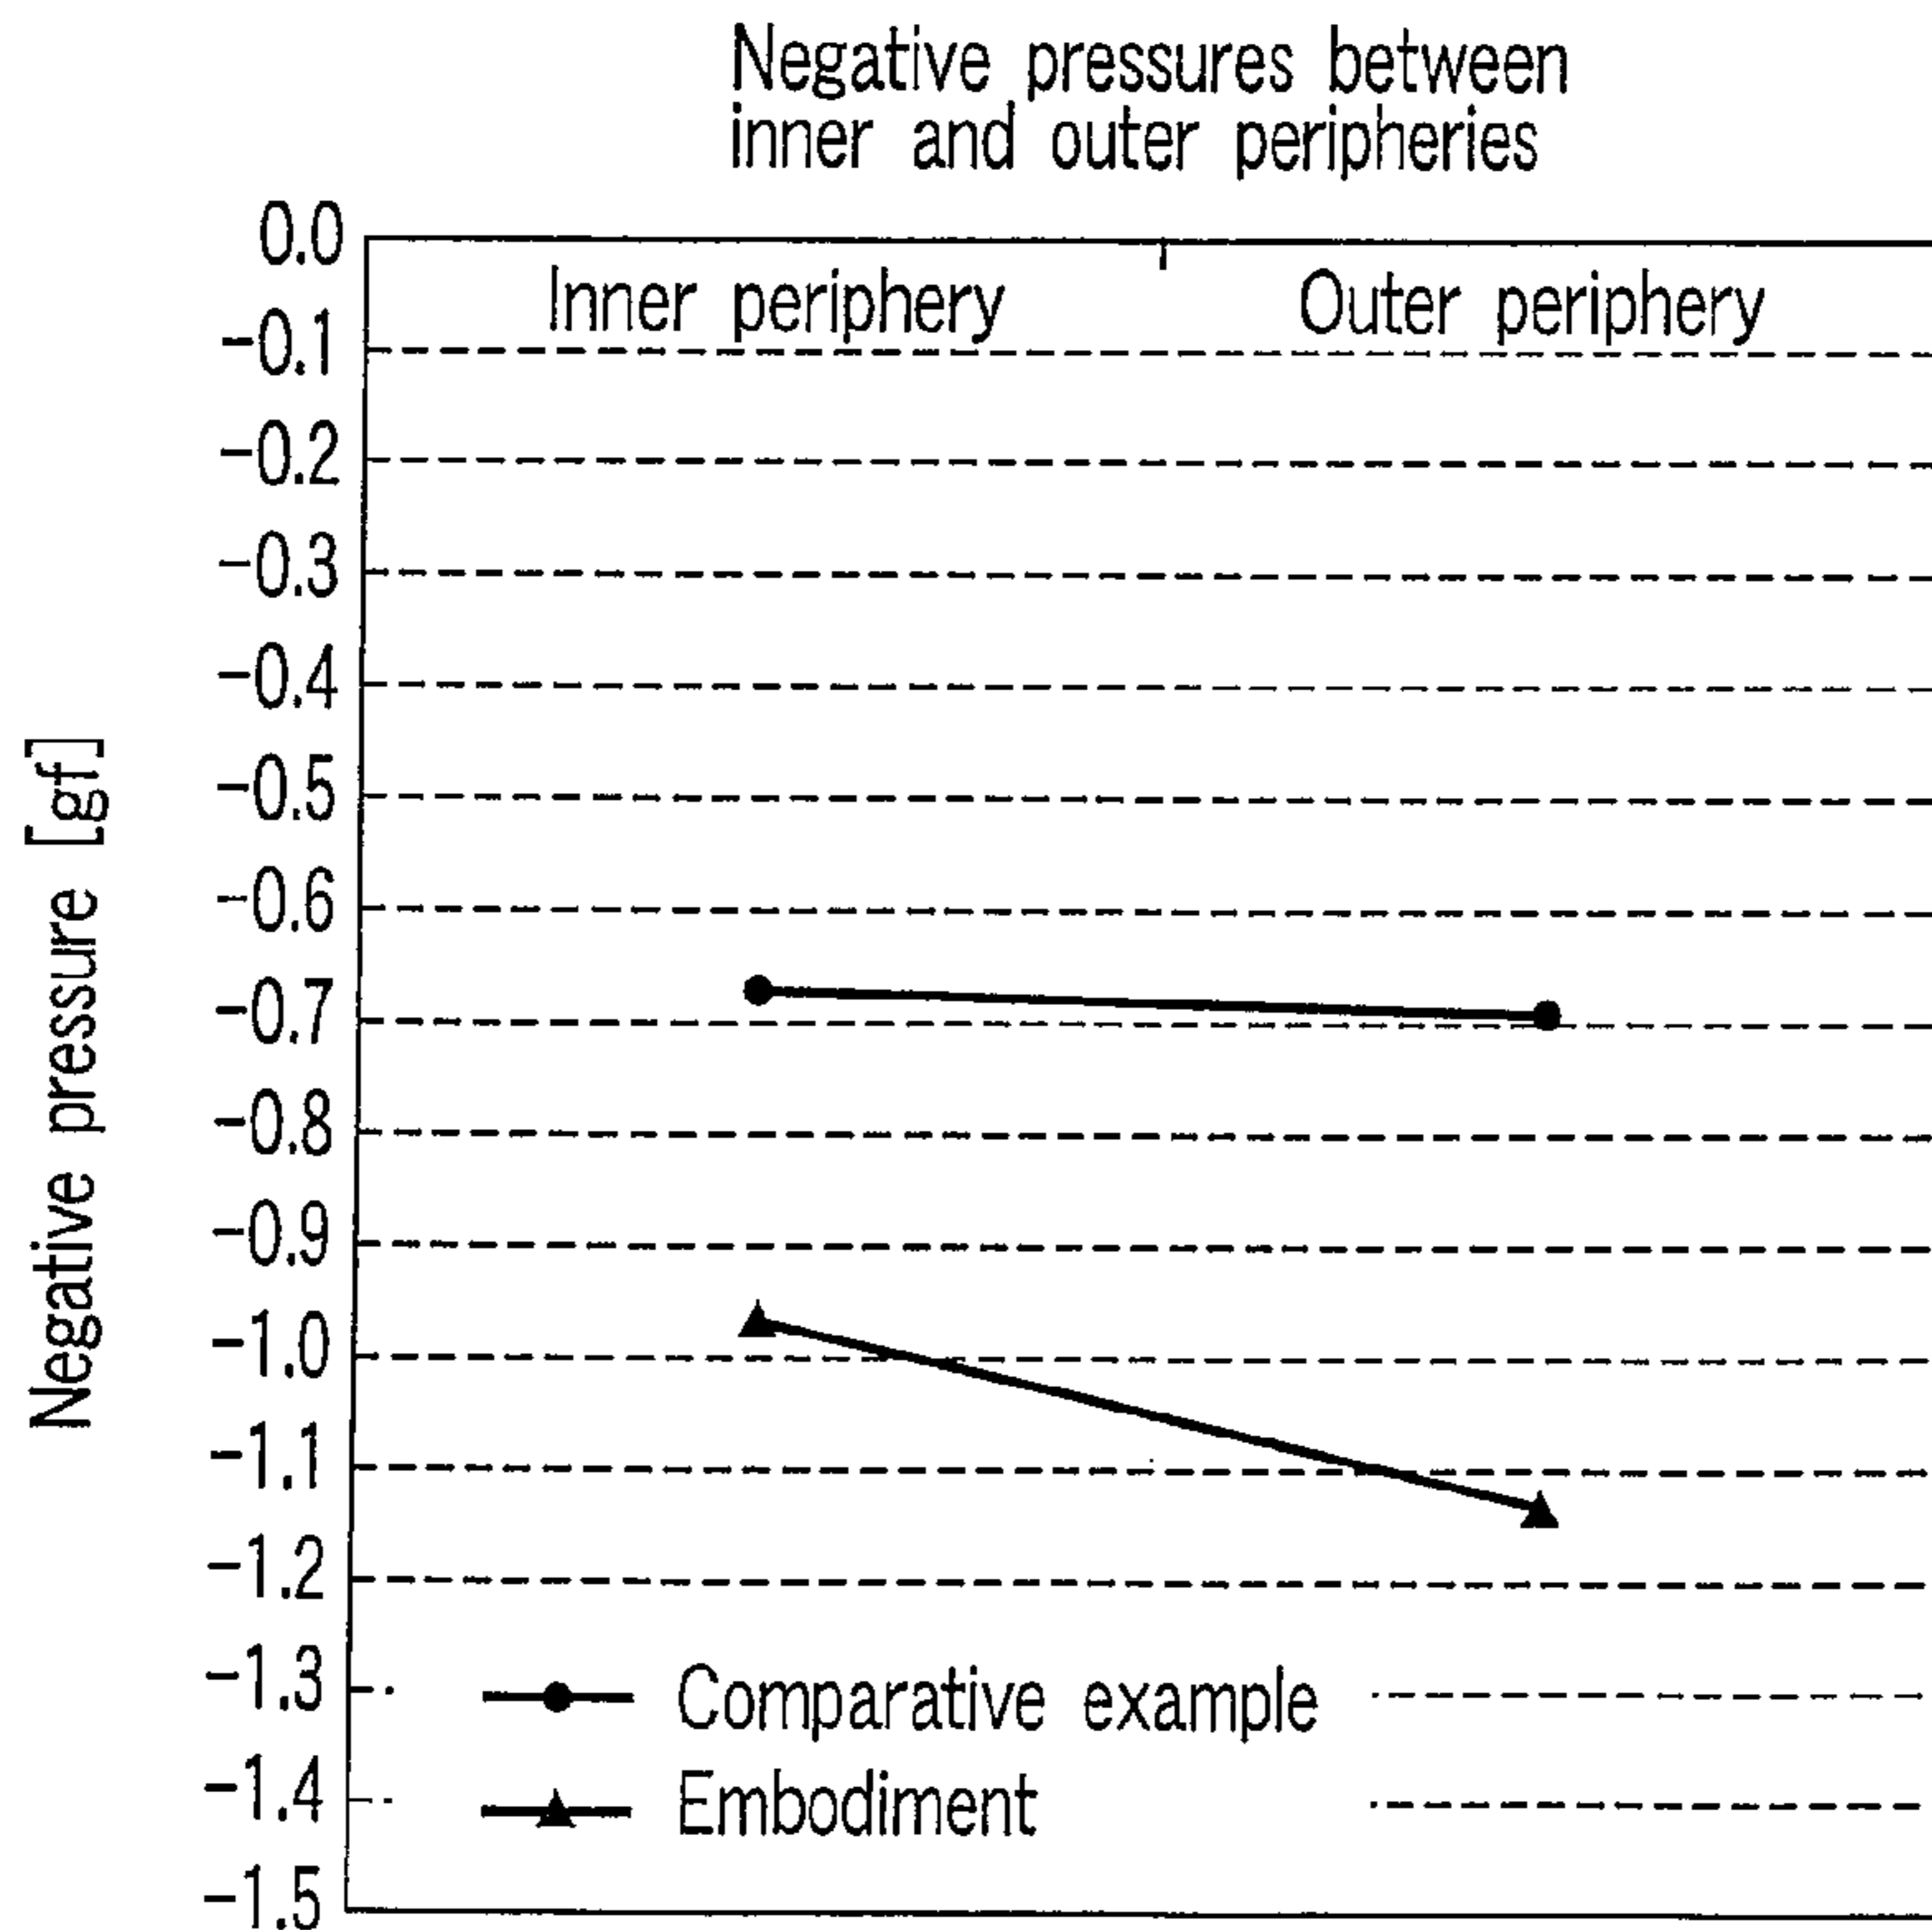 Negative pressures between
inner and outer peripheries
0.0
Inner periphery Outer periphery
-0.1
-0.2
-0.3
-0.4
-0.5
-0.6
-0.7
-0.8
-0.9
-1.0
-1.1
-1.2
-1.3
-1.4
-1.5
Negative pressure [gf]
Comparative example
Embodiment